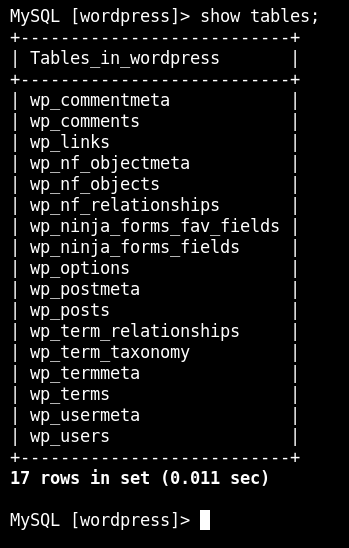 MySQL [wordpress]> show tables;
+---------------------------+
| Tables_in_wordpress       |
+---------------------------+
| wp_commentmeta            |
| wp_comments               |
| wp_links                  |
| wp_nf_objectmeta          |
| wp_nf_objects             |
| wp_nf_relationships       |
| wp_ninja_forms_fav_fields |
| wp_ninja_forms_fields     |
| wp_options                |
| wp_postmeta               |
| wp_posts                  |
| wp_term_relationships     |
| wp_term_taxonomy          |
| wp_termmeta               |
| wp_terms                  |
| wp_usermeta               |
| wp_users                  |
+---------------------------+
17 rows in set (0.011 sec)
MySQL [wordpress]>